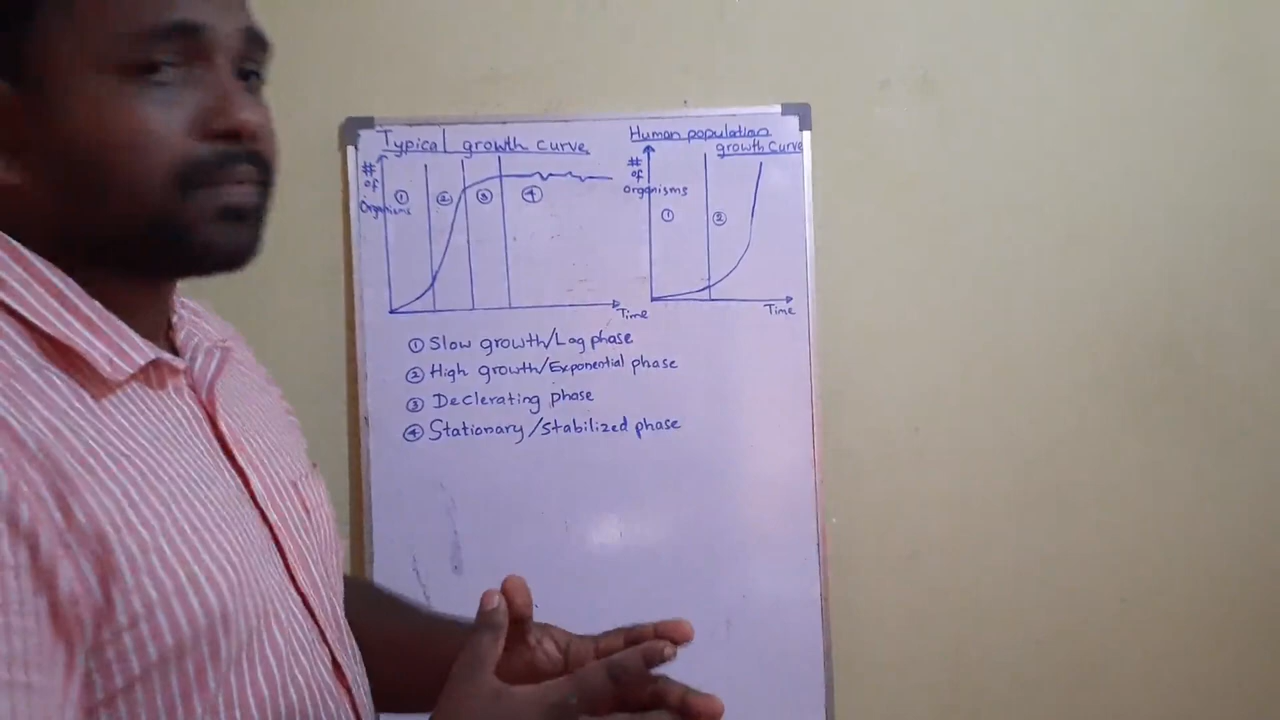 Typical growth curve
# of Organisms
① ② ③ ④
Time
Human population
growth curve
# of organisms
① ②
Time
① Slow growth/Lag phase
② High growth/Exponential phase
③ Declerating phase
④ Stationary/stabilized phase